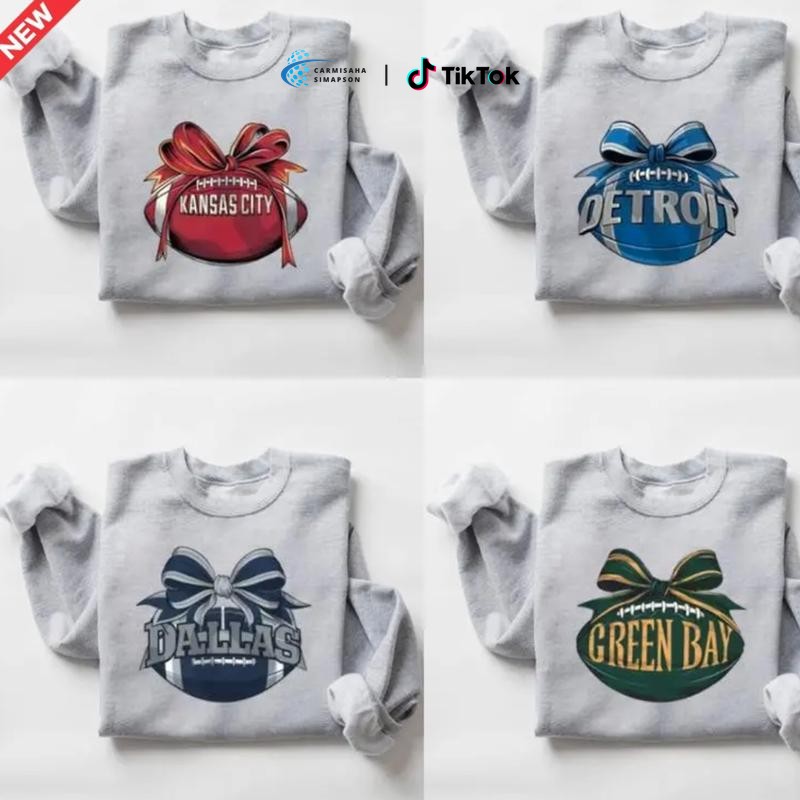 NEW
CARMISAHA
SIMAPSON
| TikTok
KANSAS CITY
DETROIT
DALLAS
GREEN BAY